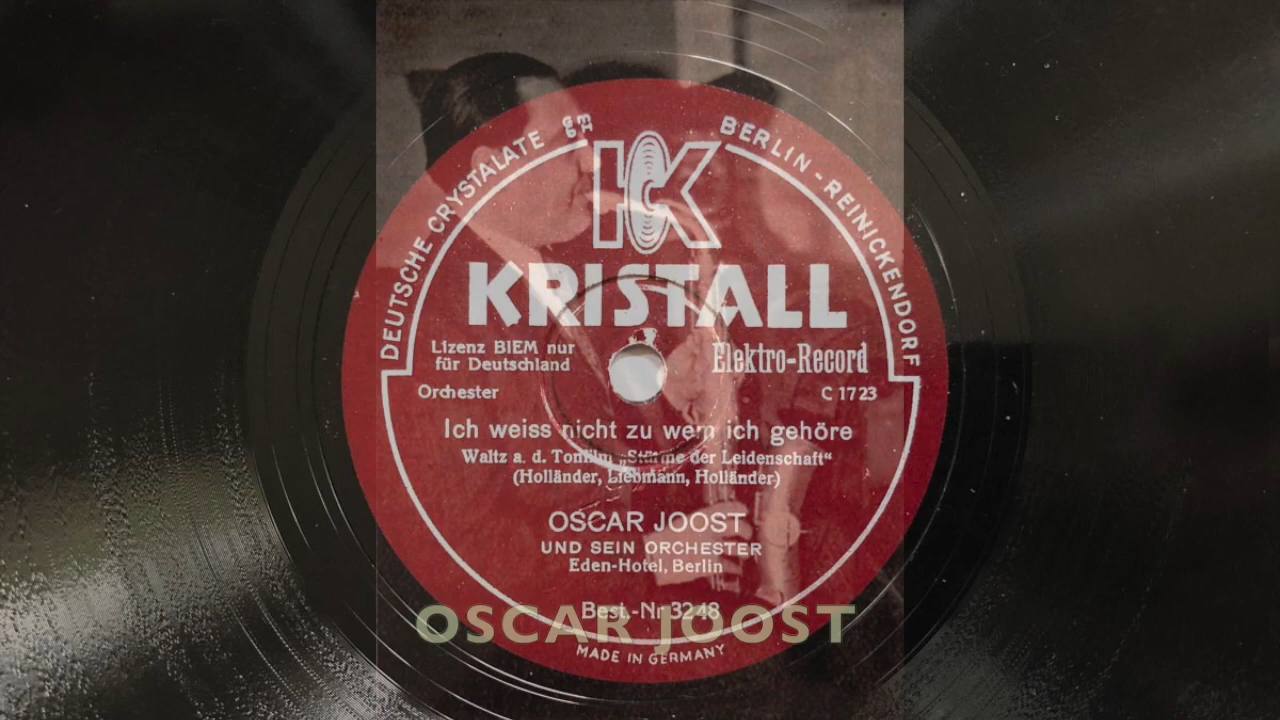 DEUTSCHE CRYSTALATE
BERLIN-REINICKENDORF
K
KRISTALL
Lizenz BIEM nur
für Deutschland
Elektro-Record
Orchester
C 1723
Ich weiss nicht zu wem ich gehöre
Waltz a. d. Tonfilm „Stürme der Leidenschaft“
(Holländer, Liebmann, Holländer)
OSCAR JOOST
UND SEIN ORCHESTER
Eden-Hotel, Berlin
Best.-Nr 3248
OSCAR JOOST
MADE IN GERMANY